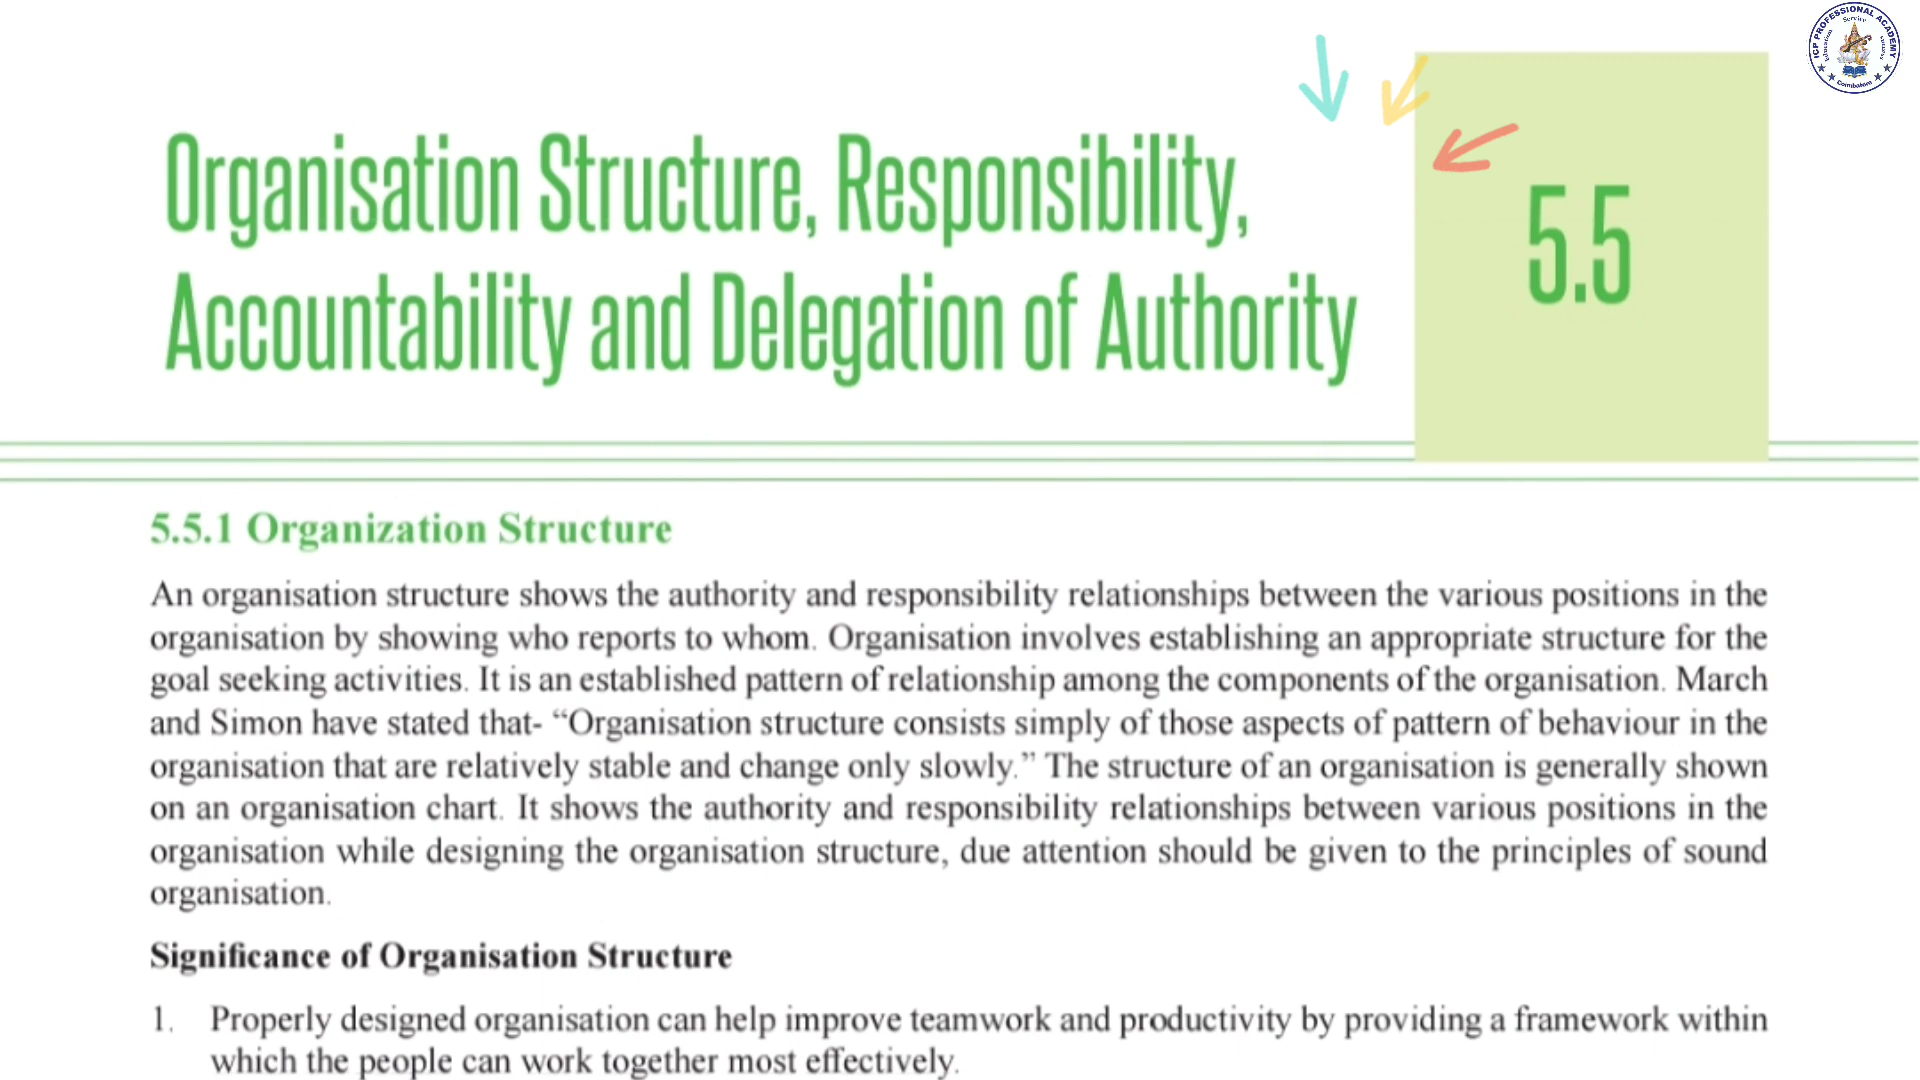 ICP PROFESSIONAL ACADEMY
Service
Education
Coimbatore
Organisation Structure, Responsibility,
Accountability and Delegation of Authority
5.5
5.5.1 Organization Structure
An organisation structure shows the authority and responsibility relationships between the various positions in the
organisation by showing who reports to whom. Organisation involves establishing an appropriate structure for the
goal seeking activities. It is an established pattern of relationship among the components of the organisation. March
and Simon have stated that- “Organisation structure consists simply of those aspects of pattern of behaviour in the
organisation that are relatively stable and change only slowly.” The structure of an organisation is generally shown
on an organisation chart. It shows the authority and responsibility relationships between various positions in the
organisation while designing the organisation structure, due attention should be given to the principles of sound
organisation.
Significance of Organisation Structure
1. Properly designed organisation can help improve teamwork and productivity by providing a framework within
which the people can work together most effectively.